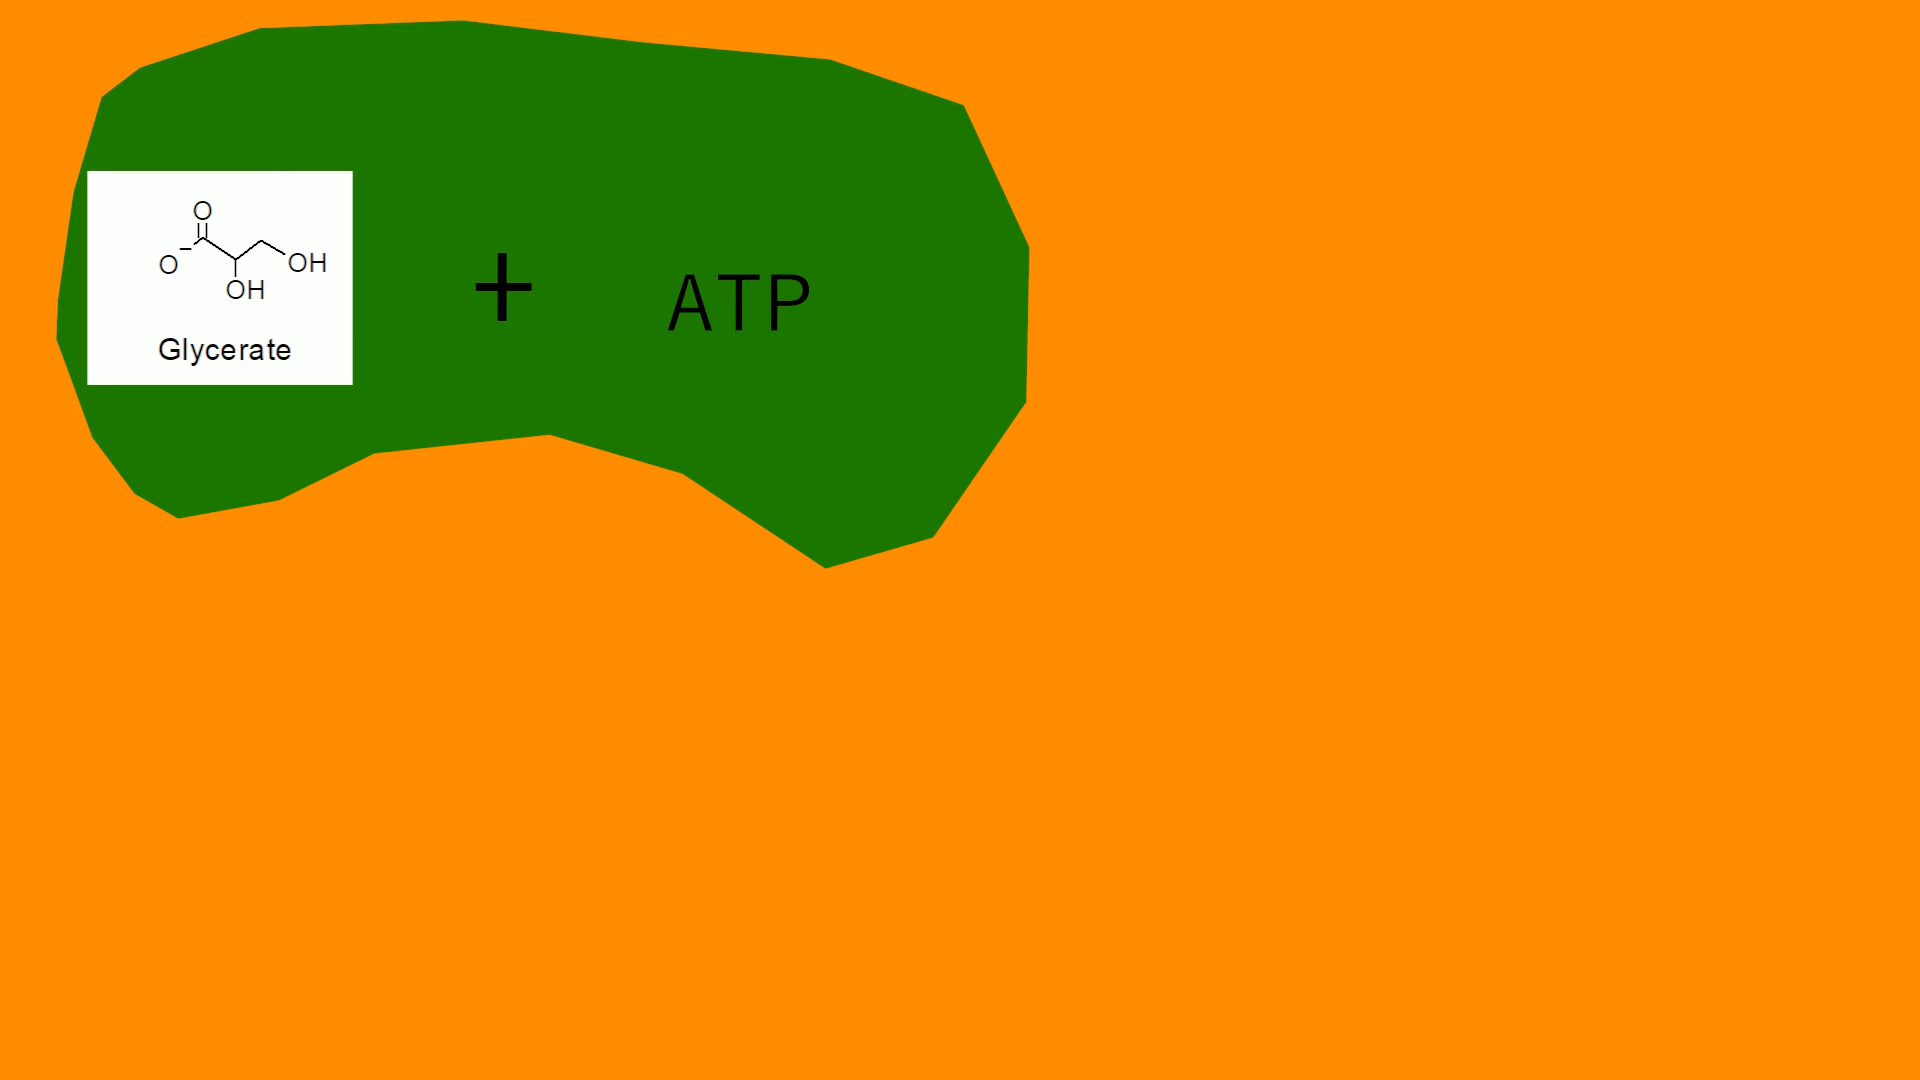 O
O⁻
OH
OH
Glycerate
+ ATP